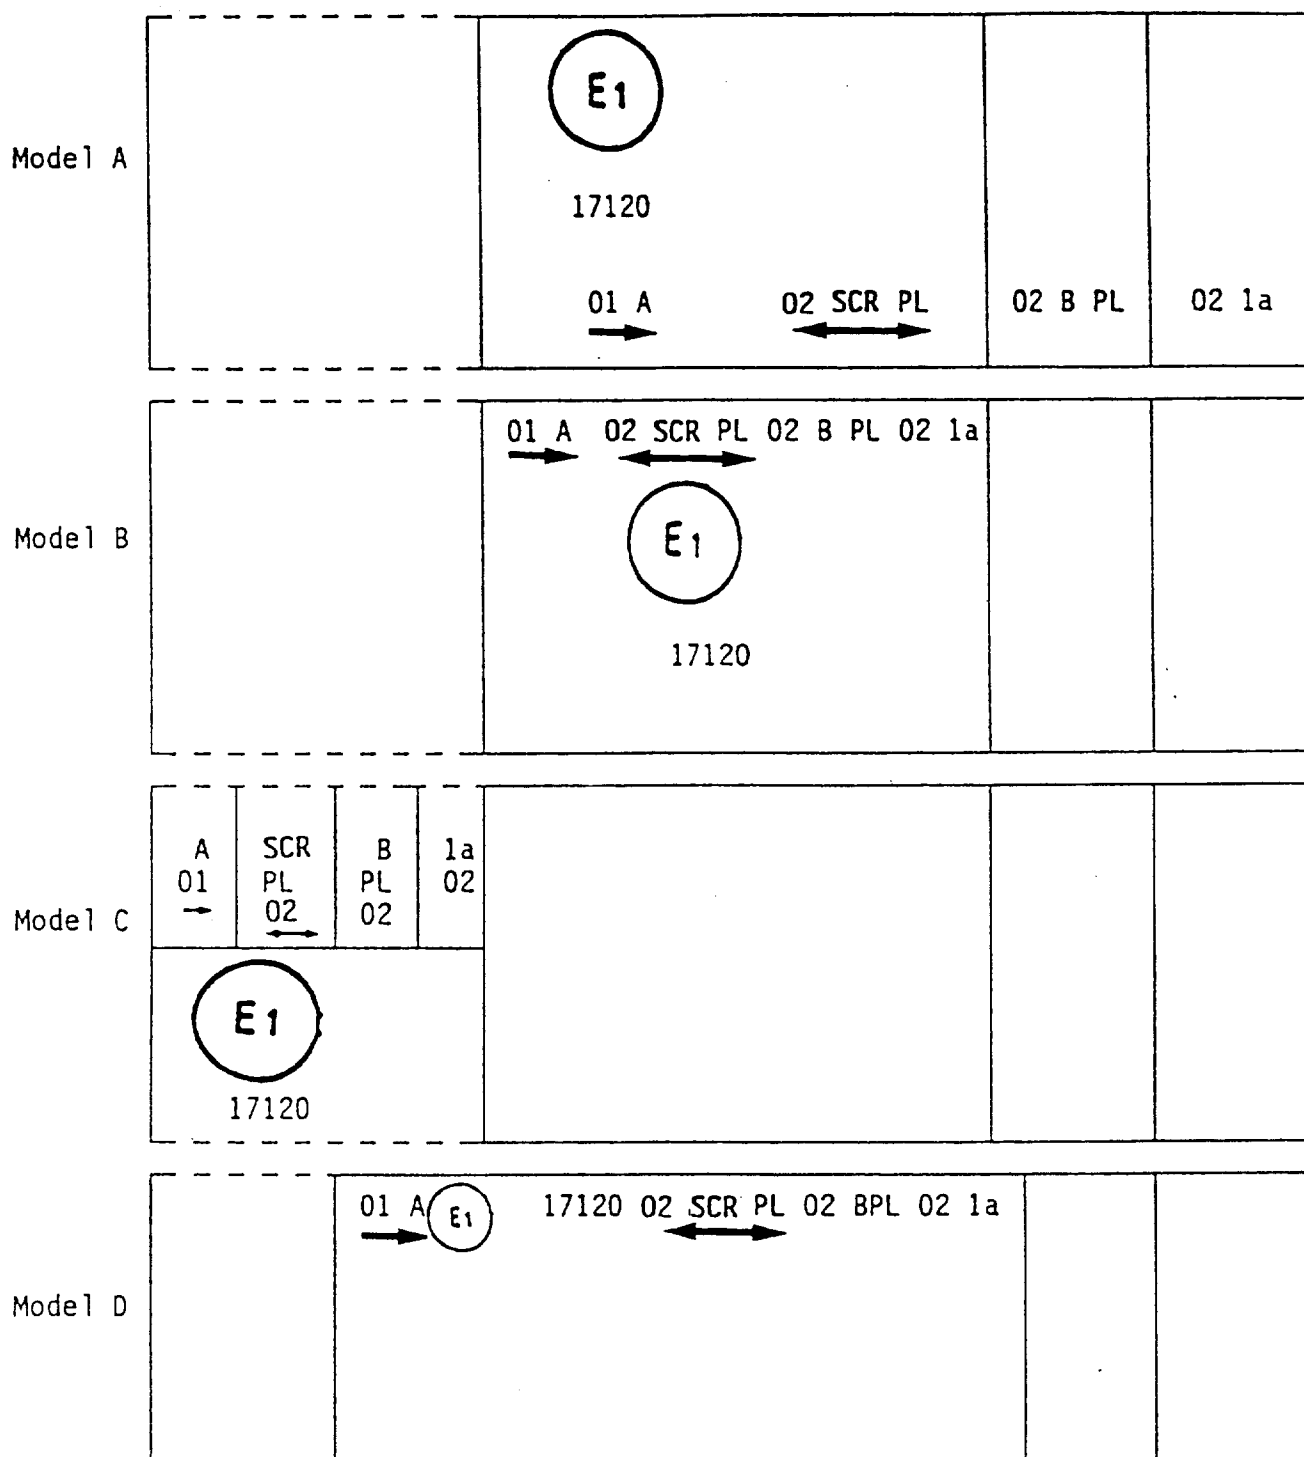 Model A
E1
17120
01 A 02 SCR PL 02 B PL 02 1a
Model B
01 A 02 SCR PL 02 B PL 02 1a
E1
17120
Model C
A SCR B 1a
01 PL PL 02
02 02
E1
17120
Model D
01 A E1 17120 02 SCR PL 02 BPL 02 1a